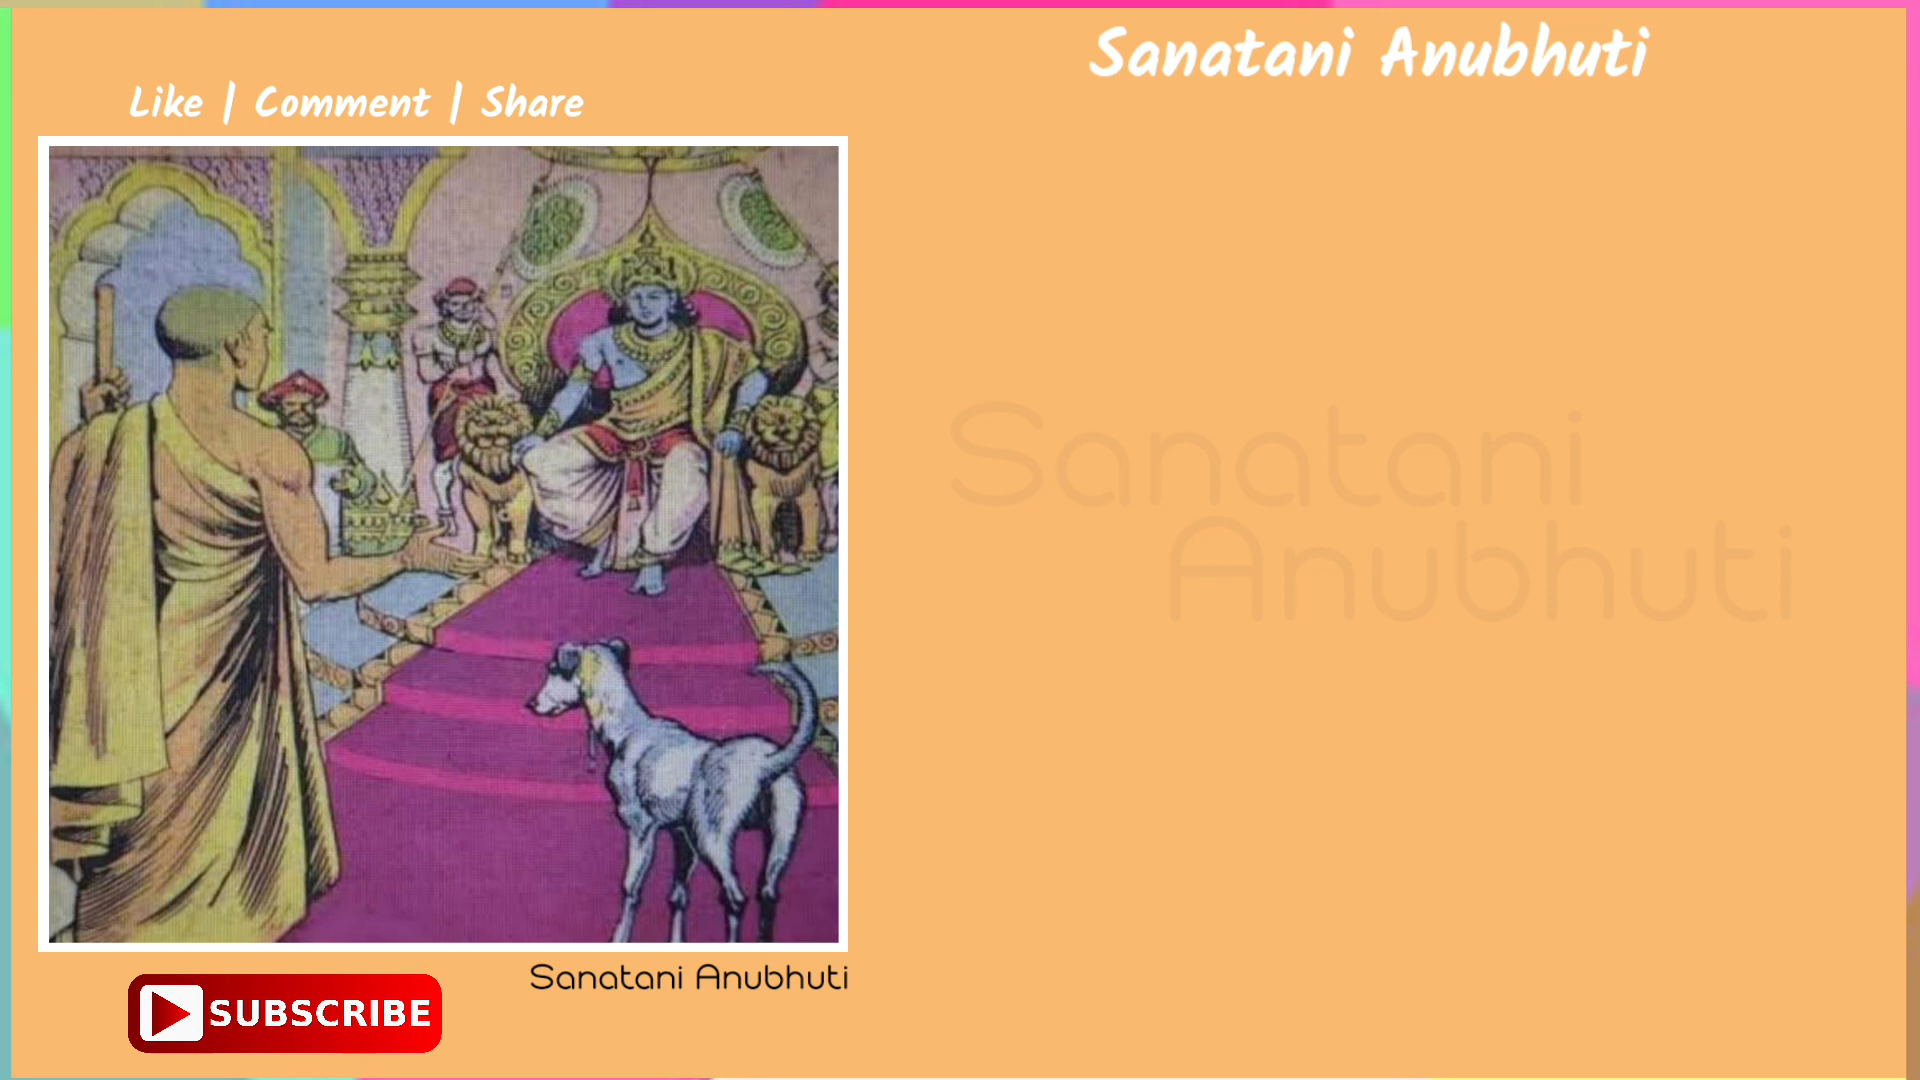 Sanatani Anubhuti
Like | Comment | Share
Sanatani
Anubhuti
Sanatani Anubhuti
SUBSCRIBE